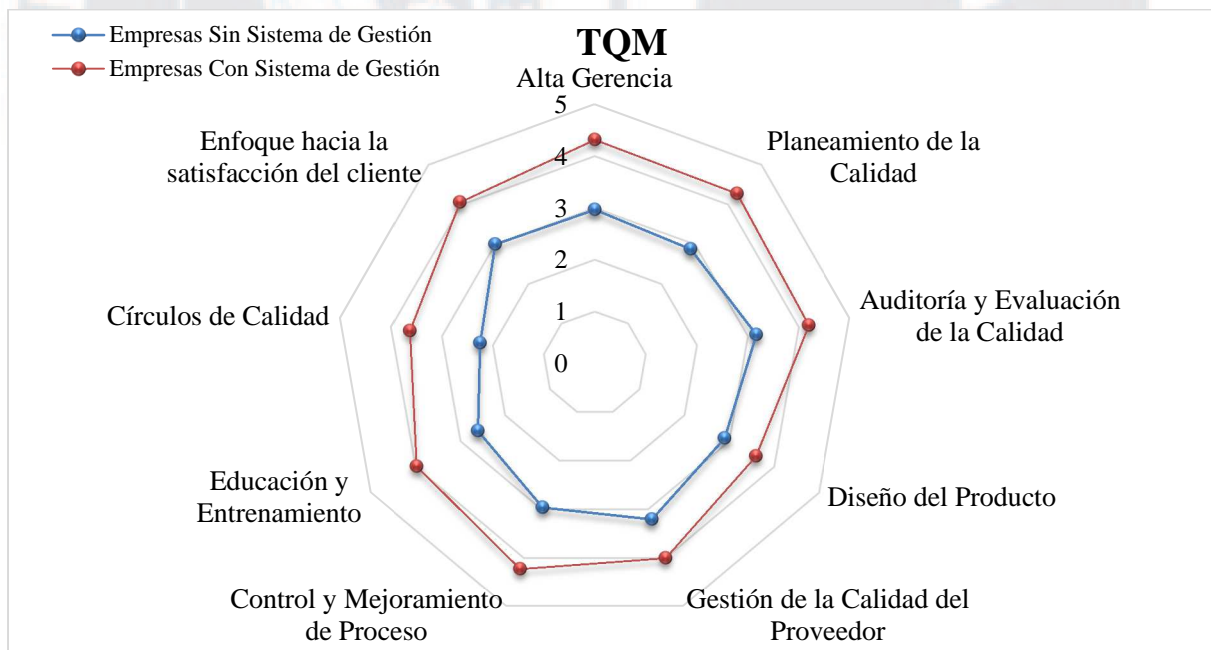 TQM
Empresas Sin Sistema de Gestión
Empresas Con Sistema de Gestión
Alta Gerencia
Planeamiento de la
Calidad
Auditoría y Evaluación
de la Calidad
Diseño del Producto
Gestión de la Calidad del
Proveedor
Control y Mejoramiento
de Proceso
Educación y
Entrenamiento
Círculos de Calidad
Enfoque hacia la
satisfacción del cliente
5
4
3
2
1
0